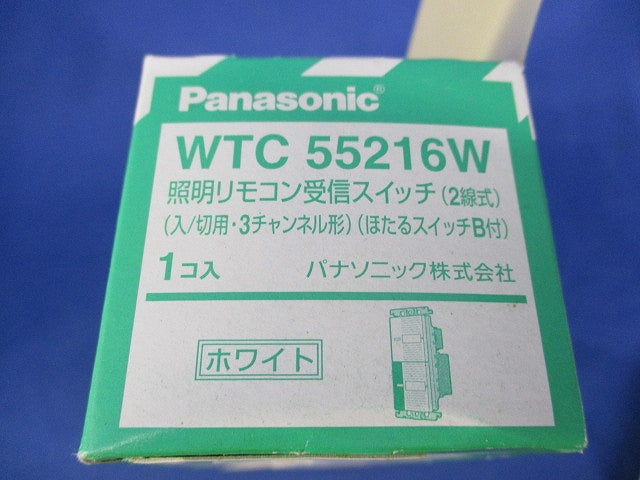 Panasonic®
WTC 55216W
照明リモコン受信スイッチ(2線式)
(入/切用・3チャンネル形)(ほたるスイッチB付)
1コ入 パナソニック株式会社
ホワイト